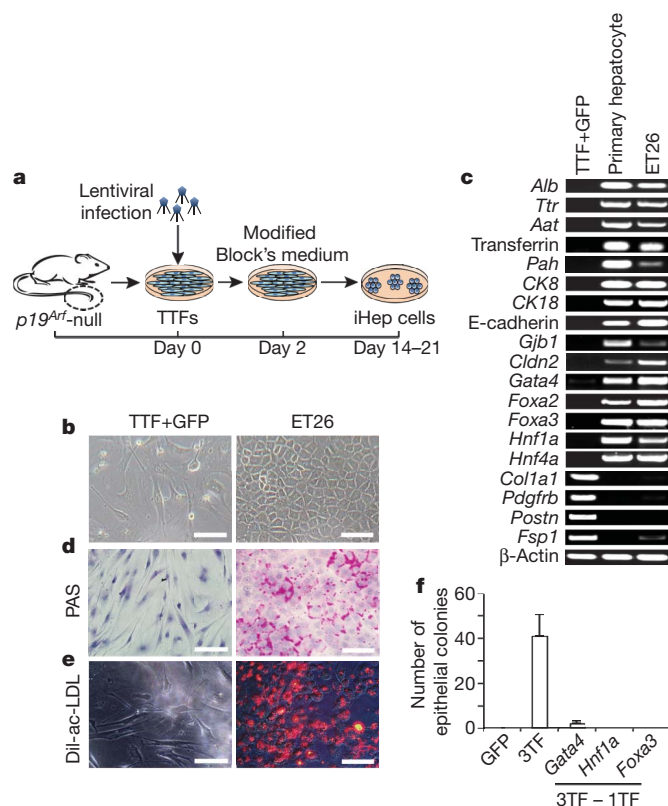 a
Lentiviral
infection
Modified
Block's medium
p19Arf-null
TTFs
iHep cells
Day 0
Day 2
Day 14–21
b
TTF+GFP
ET26
d
PAS
e
Dil-ac-LDL
c
TTF+GFP
Primary hepatocyte
ET26
Alb
Ttr
Aat
Transferrin
Pah
CK8
CK18
E-cadherin
Gjb1
Cldn2
Gata4
Foxa2
Foxa3
Hnf1a
Hnf4a
Col1a1
Pdgfrb
Postn
Fsp1
β-Actin
f
Number of
epithelial colonies
60
40
20
0
GFP
3TF
Gata4
Hnf1a
Foxa3
3TF – 1TF